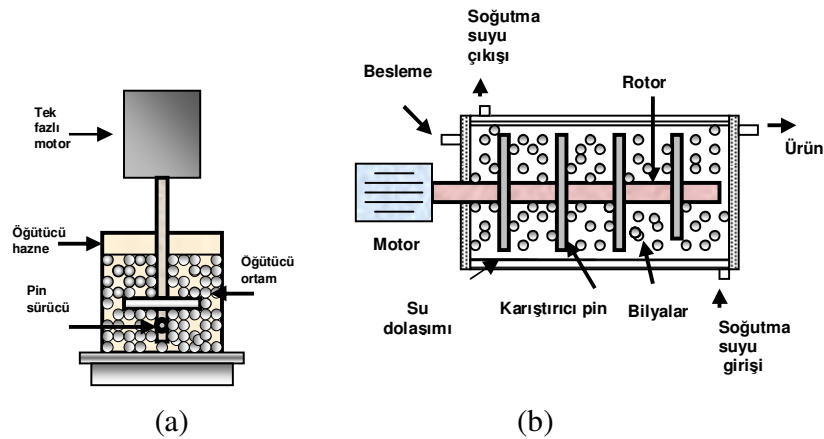 Tek
fazlı
motor
Öğütücü
hazne
Öğütücü
ortam
Pin
sürücü
(a)
Soğutma
suyu
çıkışı
Besleme
Rotor
Ürün
Motor
Su
dolaşımı
Karıştırıcı pin
Bilyalar
Soğutma
suyu
girişi
(b)